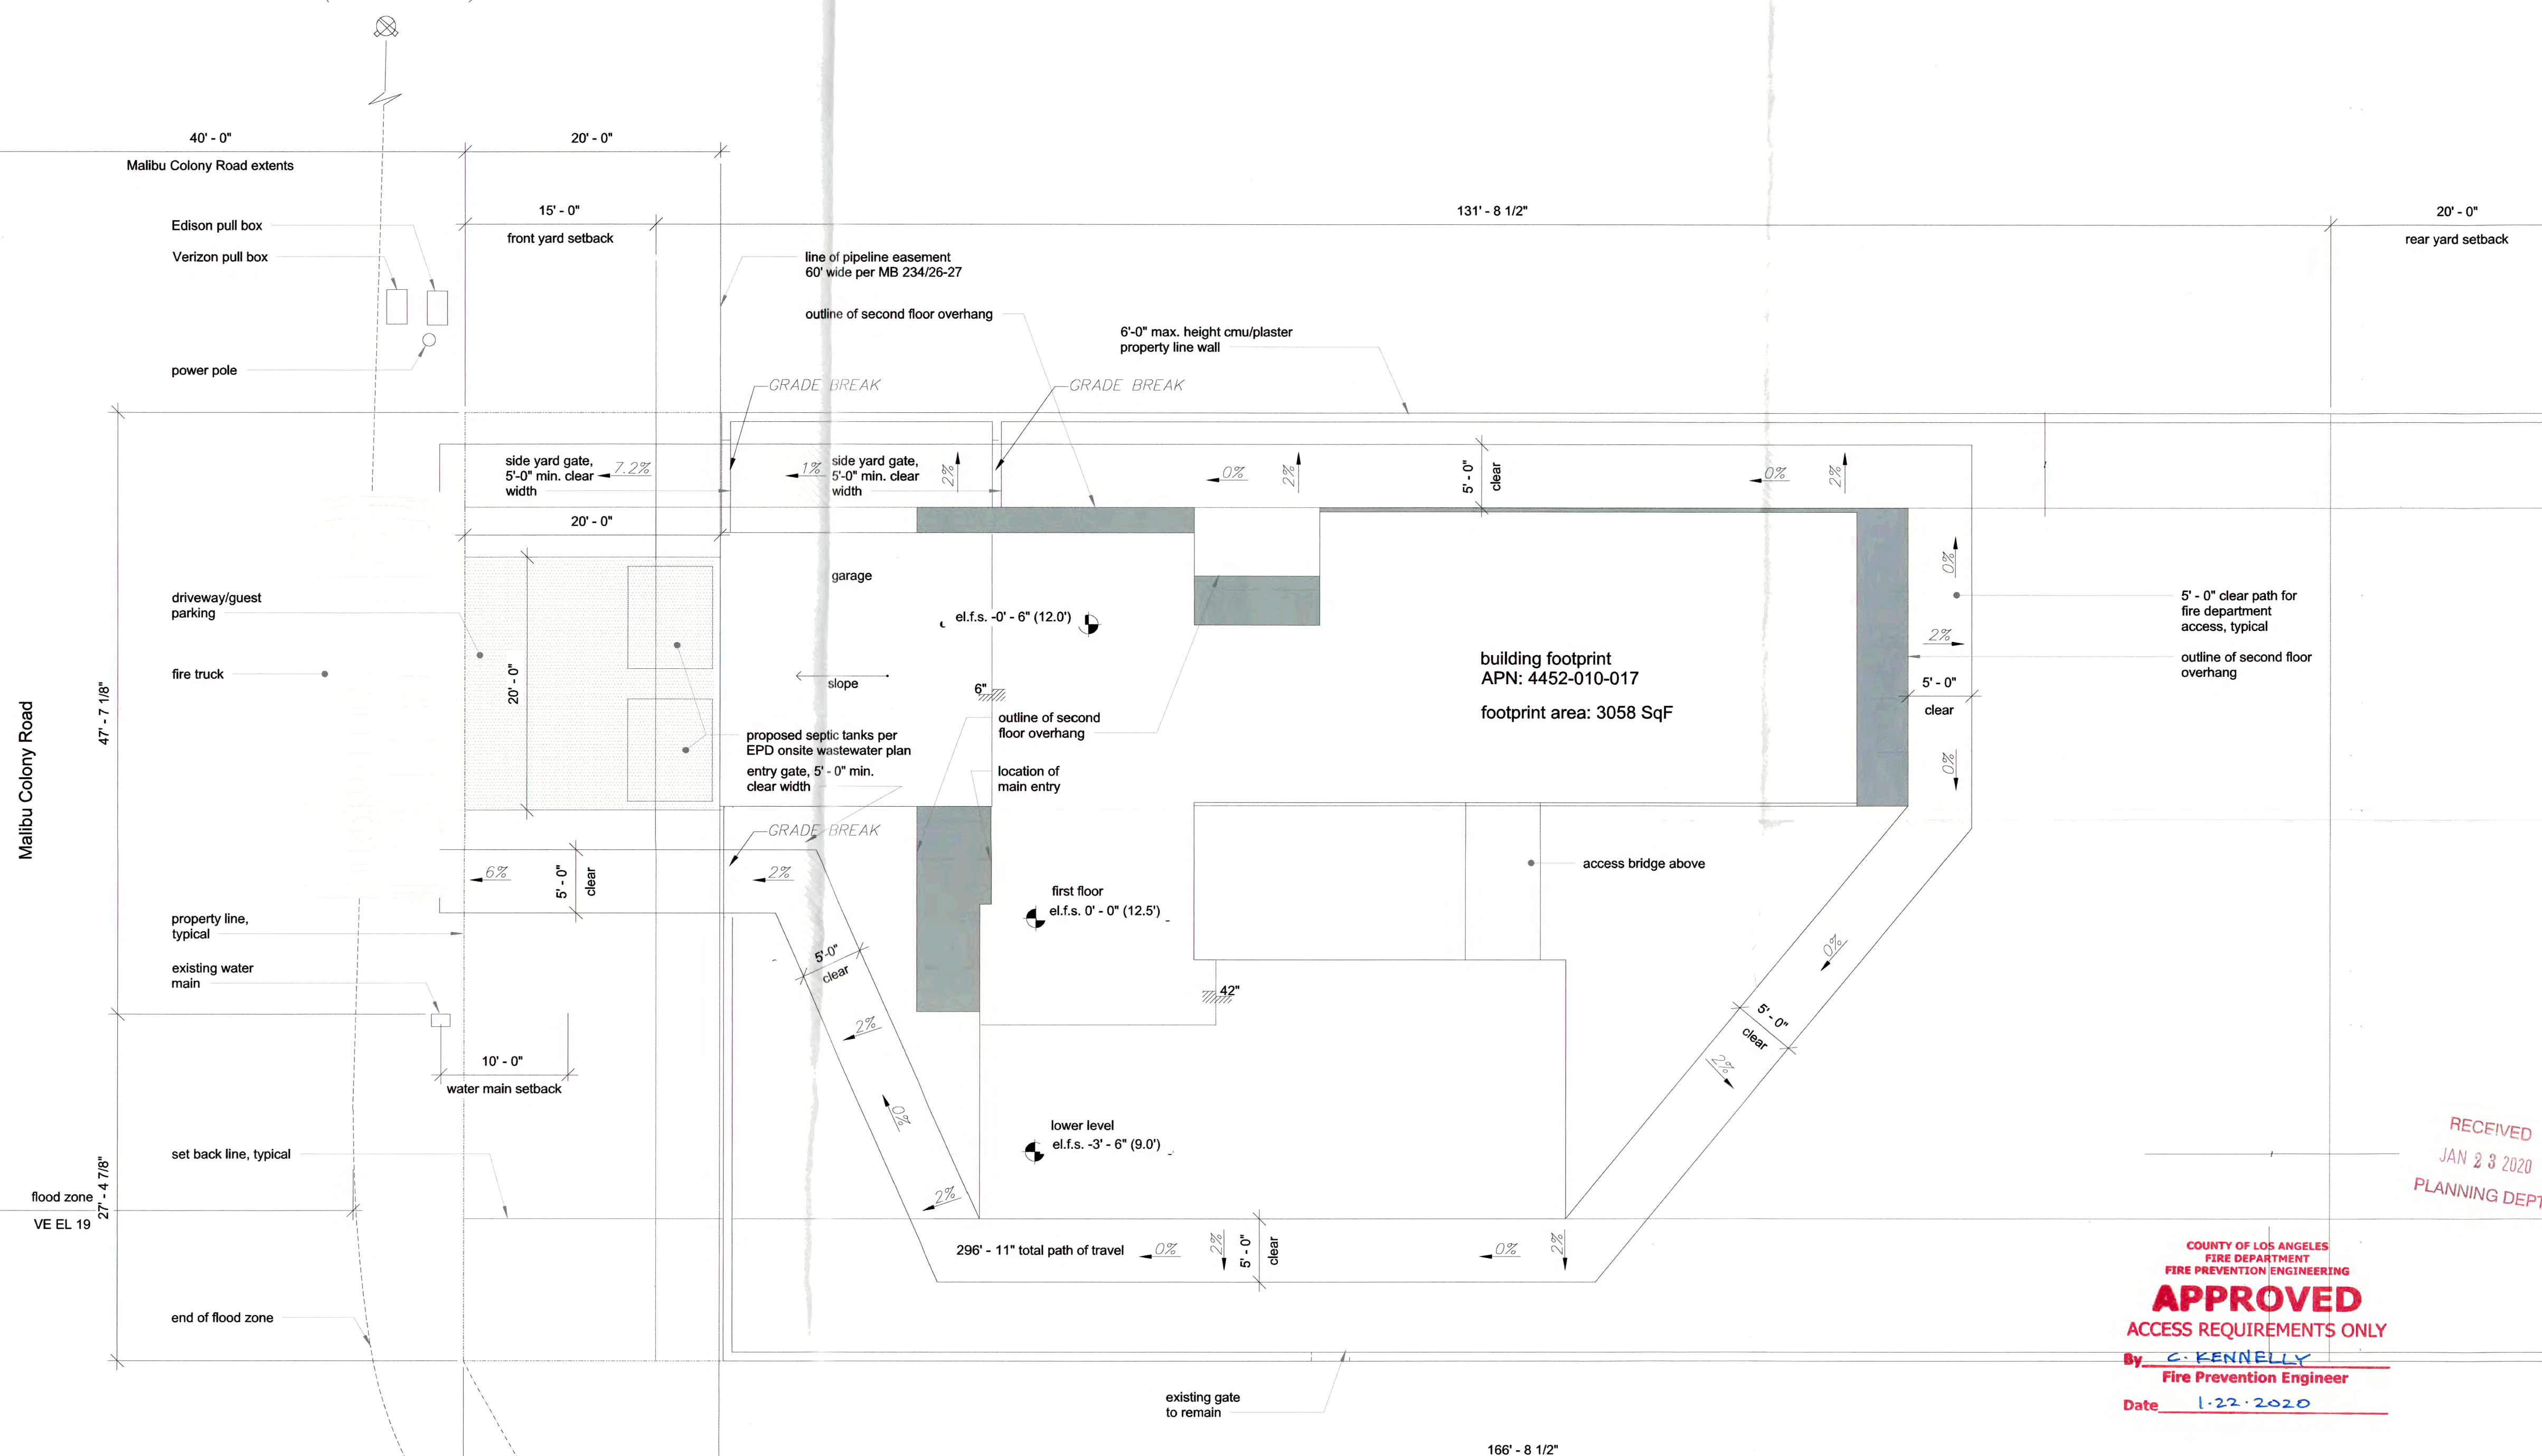 40' - 0"
20' - 0"
Malibu Colony Road extents
15' - 0"
131' - 8 1/2"
20' - 0"
front yard setback
rear yard setback
Edison pull box
Verizon pull box
line of pipeline easement
60' wide per MB 234/26-27
outline of second floor overhang
6'-0" max. height cmu/plaster
property line wall
power pole
GRADE BREAK
GRADE BREAK
side yard gate,
5'-0" min. clear
width
7.2%
1%
side yard gate,
5'-0" min. clear
width
2%
0%
2%
5' - 0"
clear
0%
2%
20' - 0"
garage
0%
driveway/guest
parking
el.f.s. -0' - 6" (12.0')
5' - 0" clear path for
fire department
access, typical
2%
fire truck
20' - 0"
slope
6"
building footprint
APN: 4452-010-017
footprint area: 3058 SqF
outline of second floor
overhang
5' - 0"
clear
Malibu Colony Road
47' - 7 1/8"
proposed septic tanks per
EPD onsite wastewater plan
outline of second
floor overhang
entry gate, 5' - 0" min.
clear width
location of
main entry
0%
GRADE BREAK
6%
5' - 0"
clear
2%
access bridge above
first floor
el.f.s. 0' - 0" (12.5')
property line,
typical
5'-0"
clear
0%
existing water
main
42"
2%
5' - 0"
clear
2%
10' - 0"
water main setback
0%
lower level
el.f.s. -3' - 6" (9.0')
set back line, typical
RECEIVED
JAN 23 2020
PLANNING DEPT
flood zone
VE EL 19
27' - 4 7/8"
2%
296' - 11" total path of travel
0%
2%
5' - 0"
clear
0%
2%
end of flood zone
COUNTY OF LOS ANGELES
FIRE DEPARTMENT
FIRE PREVENTION ENGINEERING
APPROVED
ACCESS REQUIREMENTS ONLY
By C. KENNELLY
Fire Prevention Engineer
Date 1-22-2020
existing gate
to remain
166' - 8 1/2"